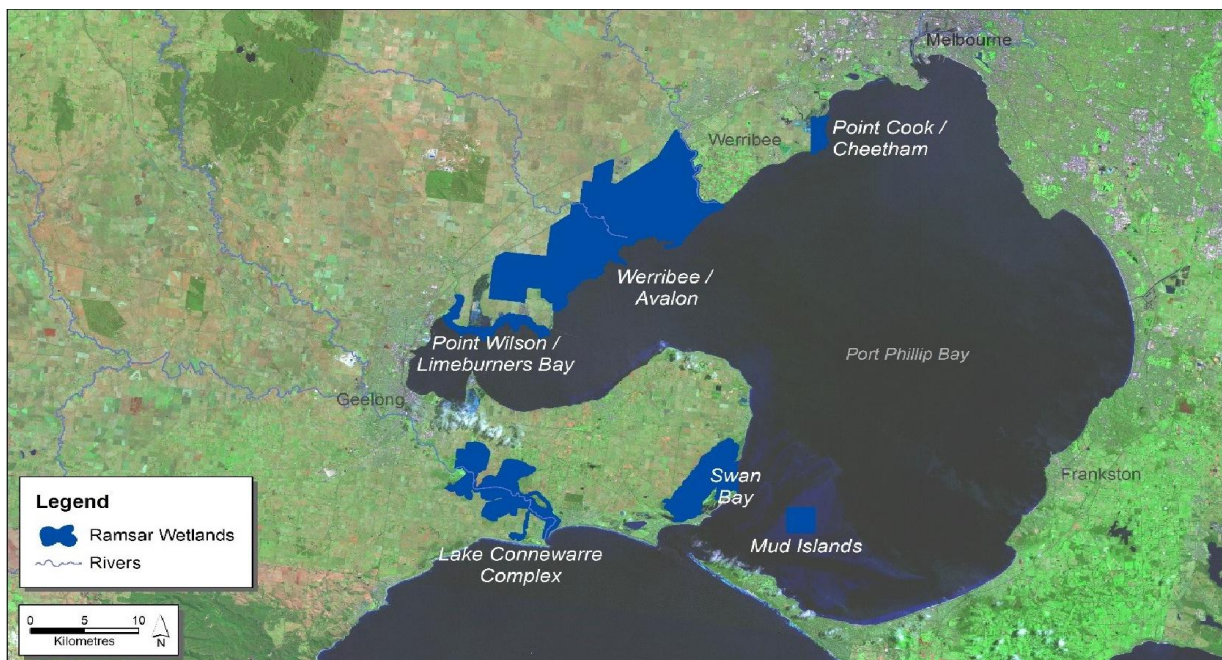 Melbourne
Werribee
Point Cook /
Cheetham
Werribee /
Avalon
Point Wilson /
Limeburners Bay
Port Phillip Bay
Geelong
Swan
Bay
Frankston
Mud Islands
Lake Connewarre
Complex
Legend
Ramsar Wetlands
Rivers
0 5 10
Kilometres
N